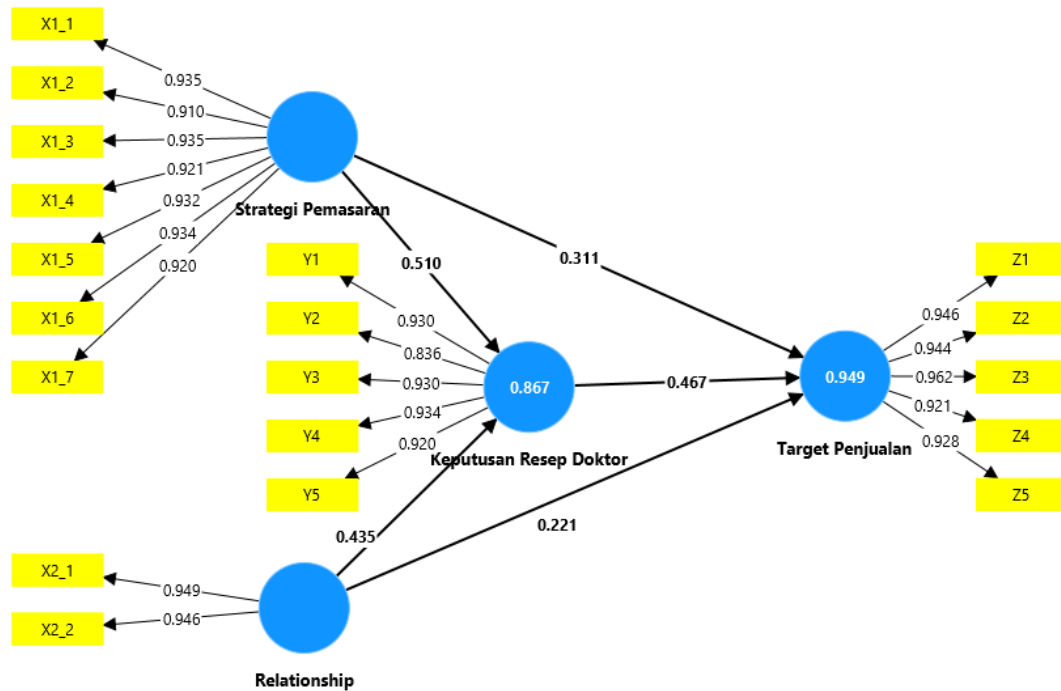 X1_1
X1_2
X1_3
X1_4
X1_5
X1_6
X1_7
0.935
0.910
0.935
0.921
0.932
0.934
0.920
Strategi Pemasaran
0.510
0.311
Y1
Y2
Y3
Y4
Y5
0.930
0.836
0.930
0.934
0.920
0.867
Keputusan Resep Doktor
0.467
0.435
0.221
0.949
Target Penjualan
0.946
0.944
0.962
0.921
0.928
Z1
Z2
Z3
Z4
Z5
X2_1
X2_2
0.949
0.946
Relationship